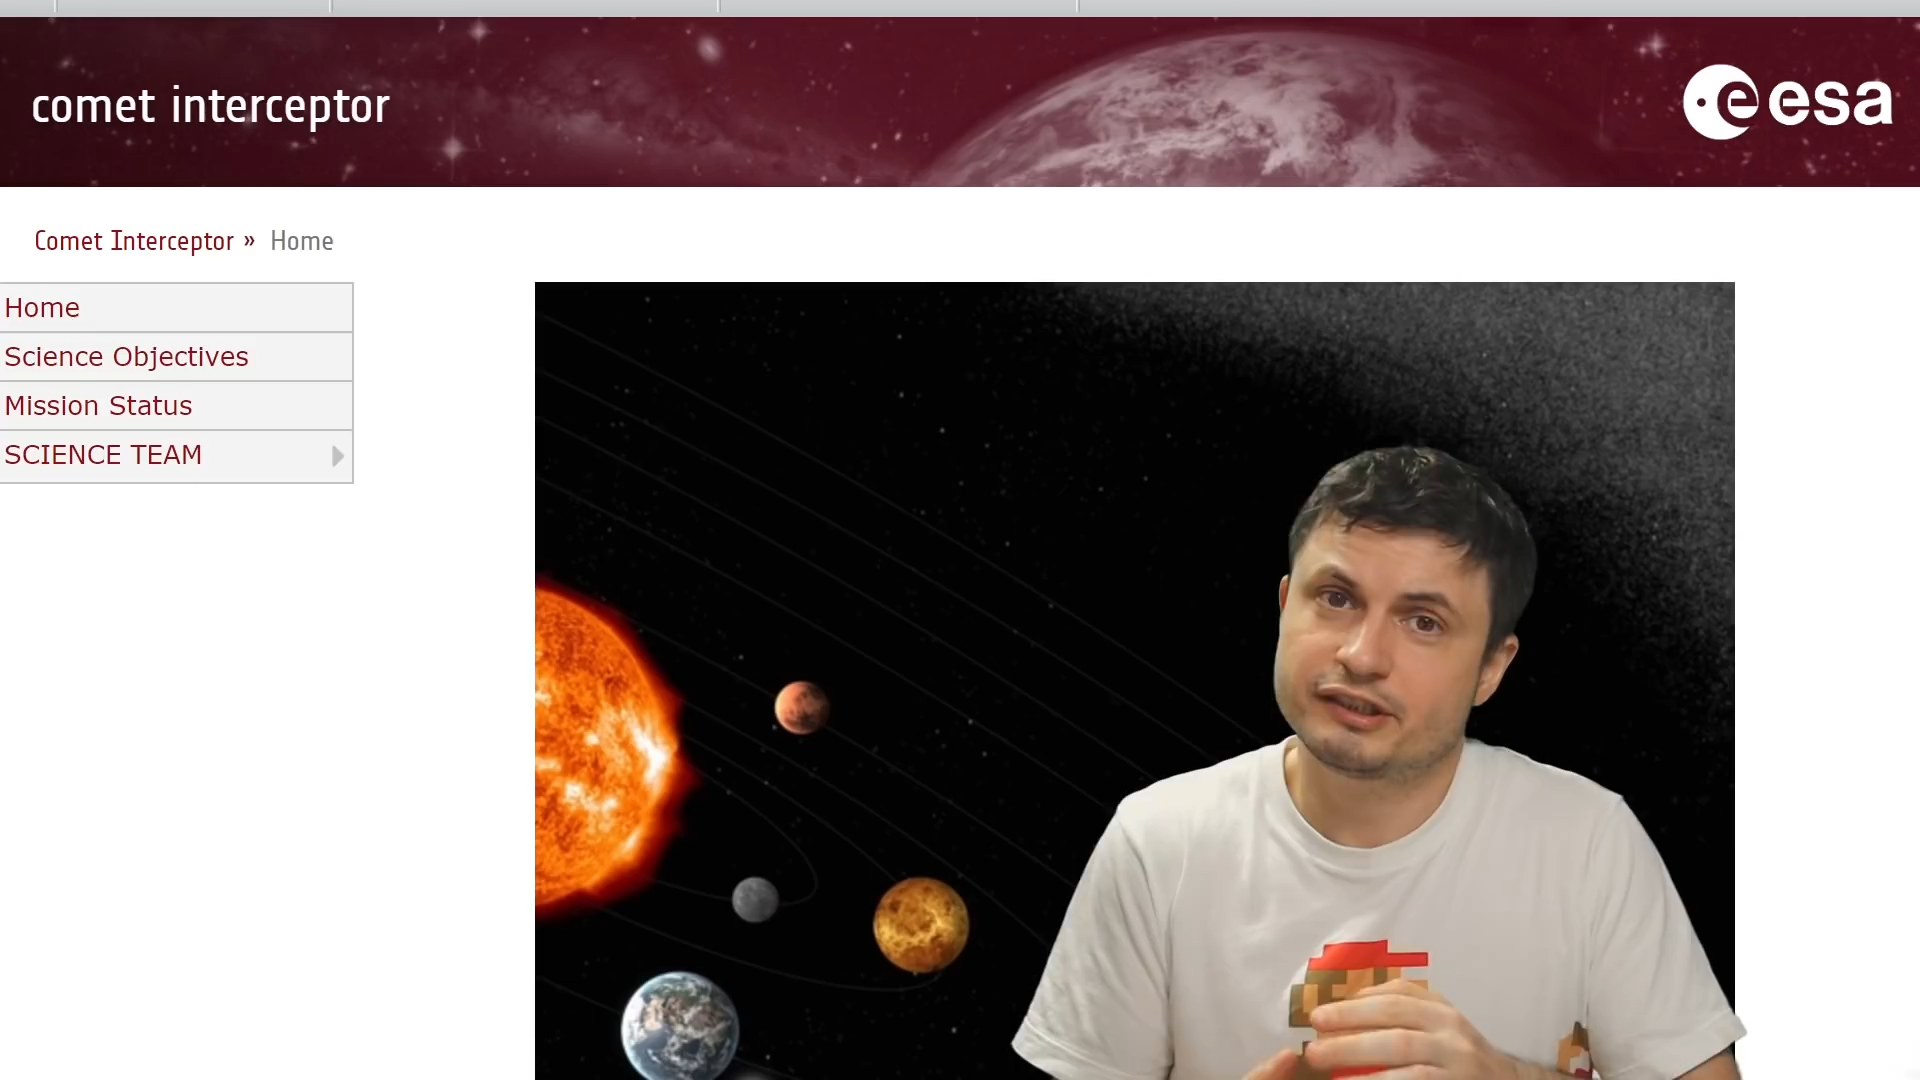 comet interceptor
esa
Comet Interceptor » Home
Home
Science Objectives
Mission Status
SCIENCE TEAM